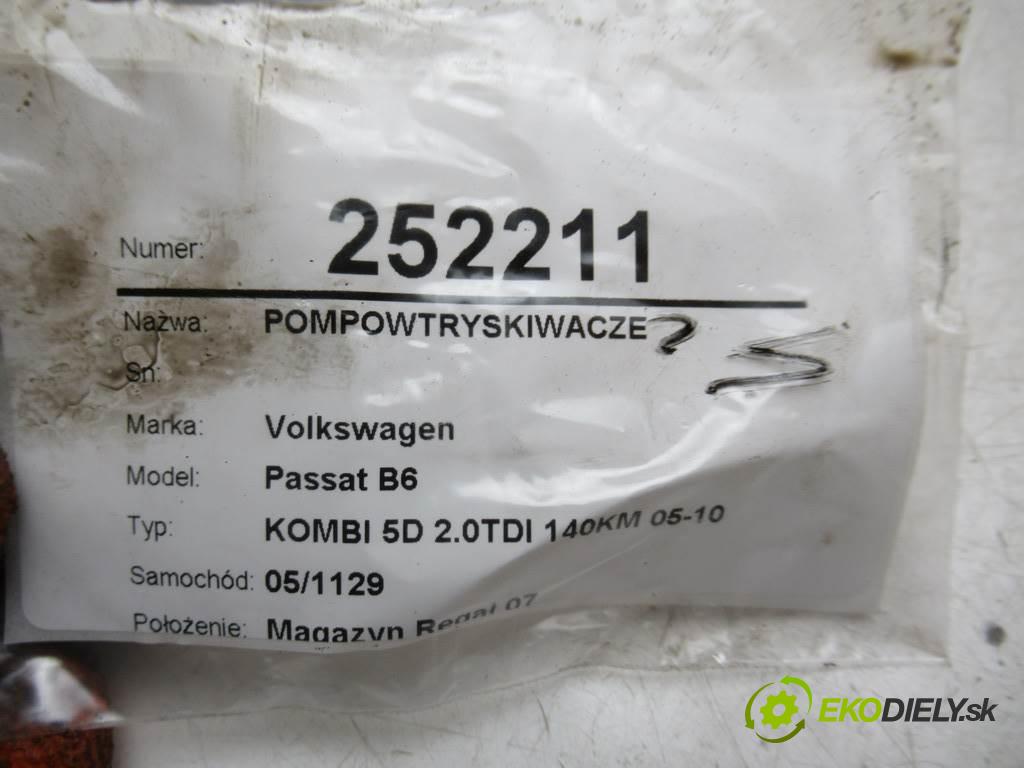 Numer: 252211
Nazwa: POMPOWTRYSKIWACZE
Sn:
Marka: Volkswagen
Model: Passat B6
Typ: KOMBI 5D 2.0TDI 140KM 05-10
Samochód: 05/1129
Położenie: Magazyn Regał 07
EKODIELY.sk